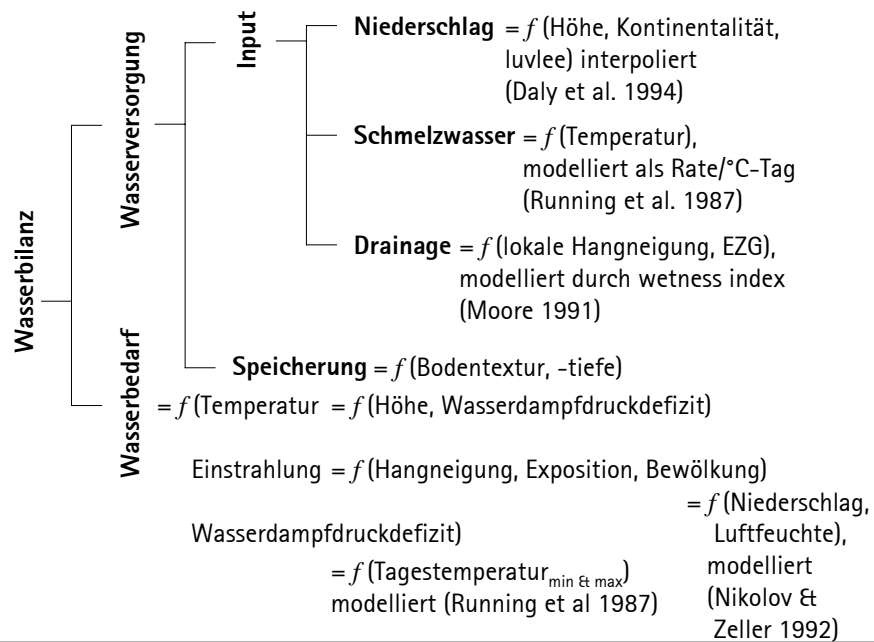 Wasserbilanz
Wasserversorgung
Input
Niederschlag = f (Höhe, Kontinentalität,
luvlee) interpoliert
(Daly et al. 1994)
Schmelzwasser = f (Temperatur),
modelliert als Rate/°C-Tag
(Running et al. 1987)
Drainage = f (lokale Hangneigung, EZG),
modelliert durch wetness index
(Moore 1991)
Speicherung = f (Bodentextur, -tiefe)
Wasserbedarf
= f (Temperatur = f (Höhe, Wasserdampfdruckdefizit)
Einstrahlung = f (Hangneigung, Exposition, Bewölkung)
= f (Niederschlag,
Luftfeuchte),
modelliert
(Nikolov &
Zeller 1992)
Wasserdampfdruckdefizit)
= f (Tagestemperatur min & max)
modelliert (Running et al 1987)